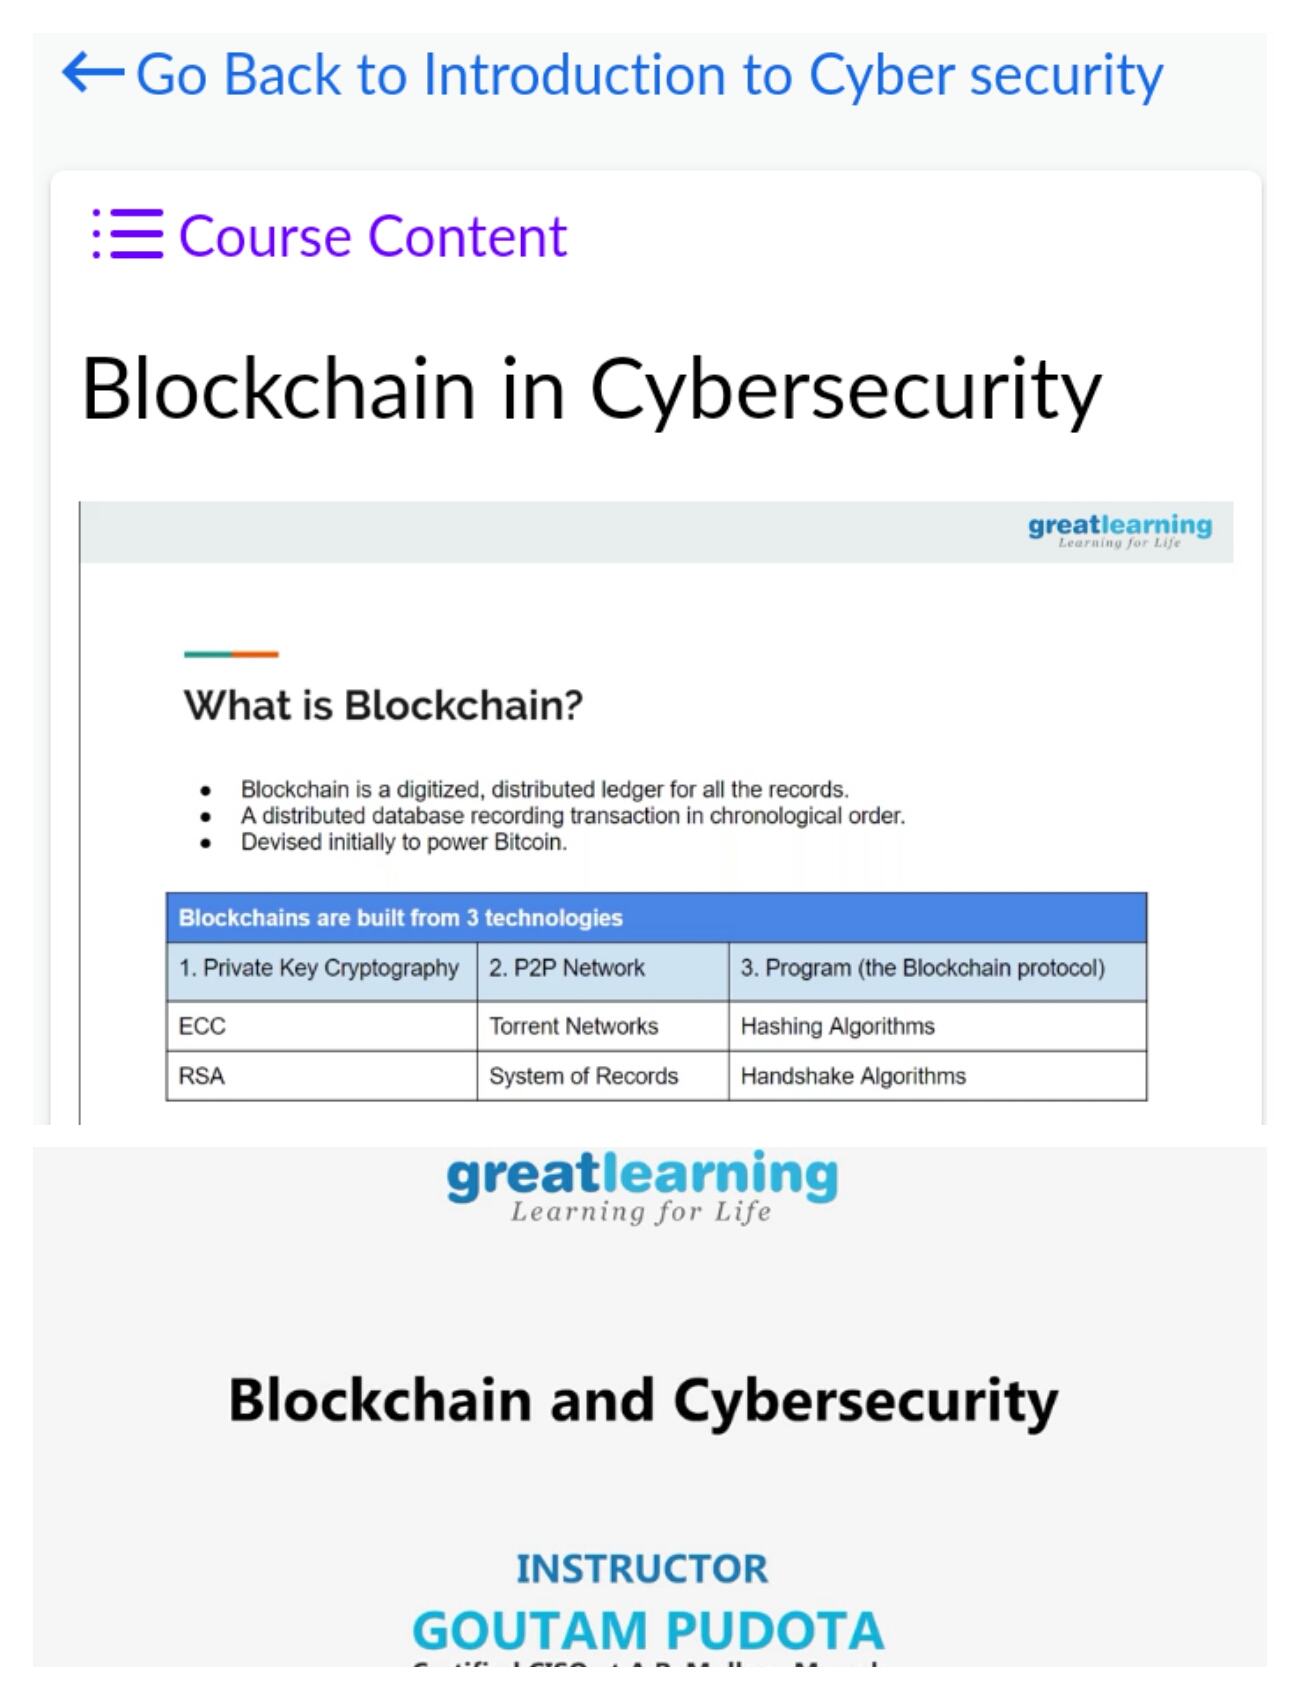 ← Go Back to Introduction to Cyber security
Course Content
Blockchain in Cybersecurity
greatlearning
Learning for Life
What is Blockchain?
● Blockchain is a digitized, distributed ledger for all the records.
● A distributed database recording transaction in chronological order.
● Devised initially to power Bitcoin.
Blockchains are built from 3 technologies
1. Private Key Cryptography 2. P2P Network 3. Program (the Blockchain protocol)
ECC Torrent Networks Hashing Algorithms
RSA System of Records Handshake Algorithms
greatlearning
Learning for Life
Blockchain and Cybersecurity
INSTRUCTOR
GOUTAM PUDOTA